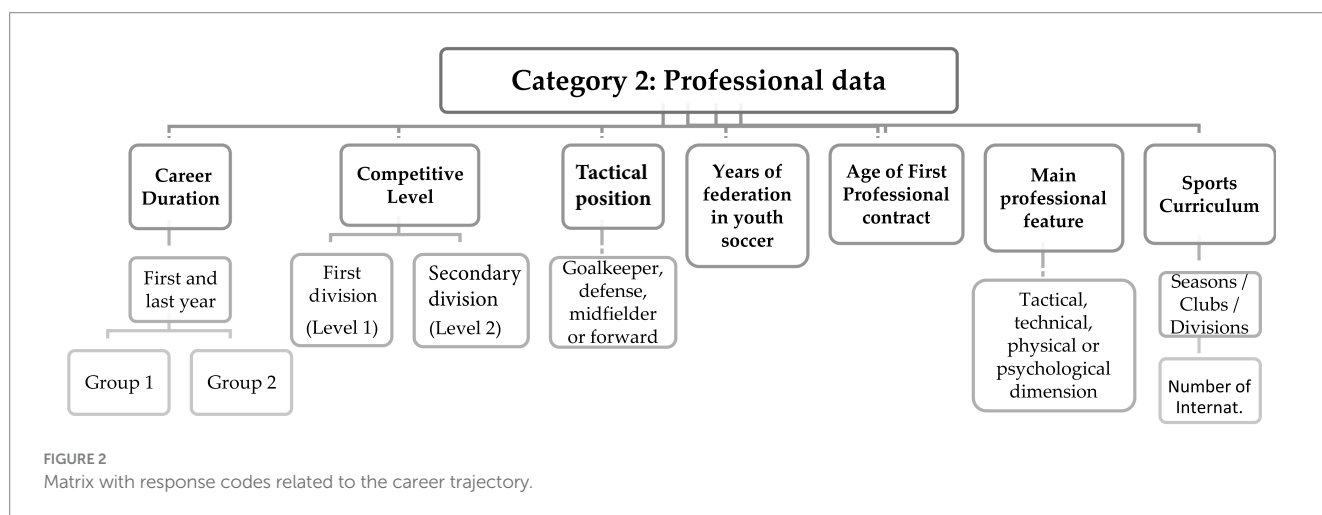 Category 2: Professional data
Career
Duration
First and
last year
Group 1
Group 2
Competitive
Level
First
division
(Level 1)
Secondary
division
(Level 2)
Tactical
position
Goalkeeper,
defense,
midfielder
or forward
Years of
federation
in youth
soccer
Age of First
Professional
contract
Main
professional
feature
Tactical,
technical,
physical or
psychological
dimension
Sports
Curriculum
Seasons /
Clubs /
Divisions
Number of
Internat.
FIGURE 2
Matrix with response codes related to the career trajectory.